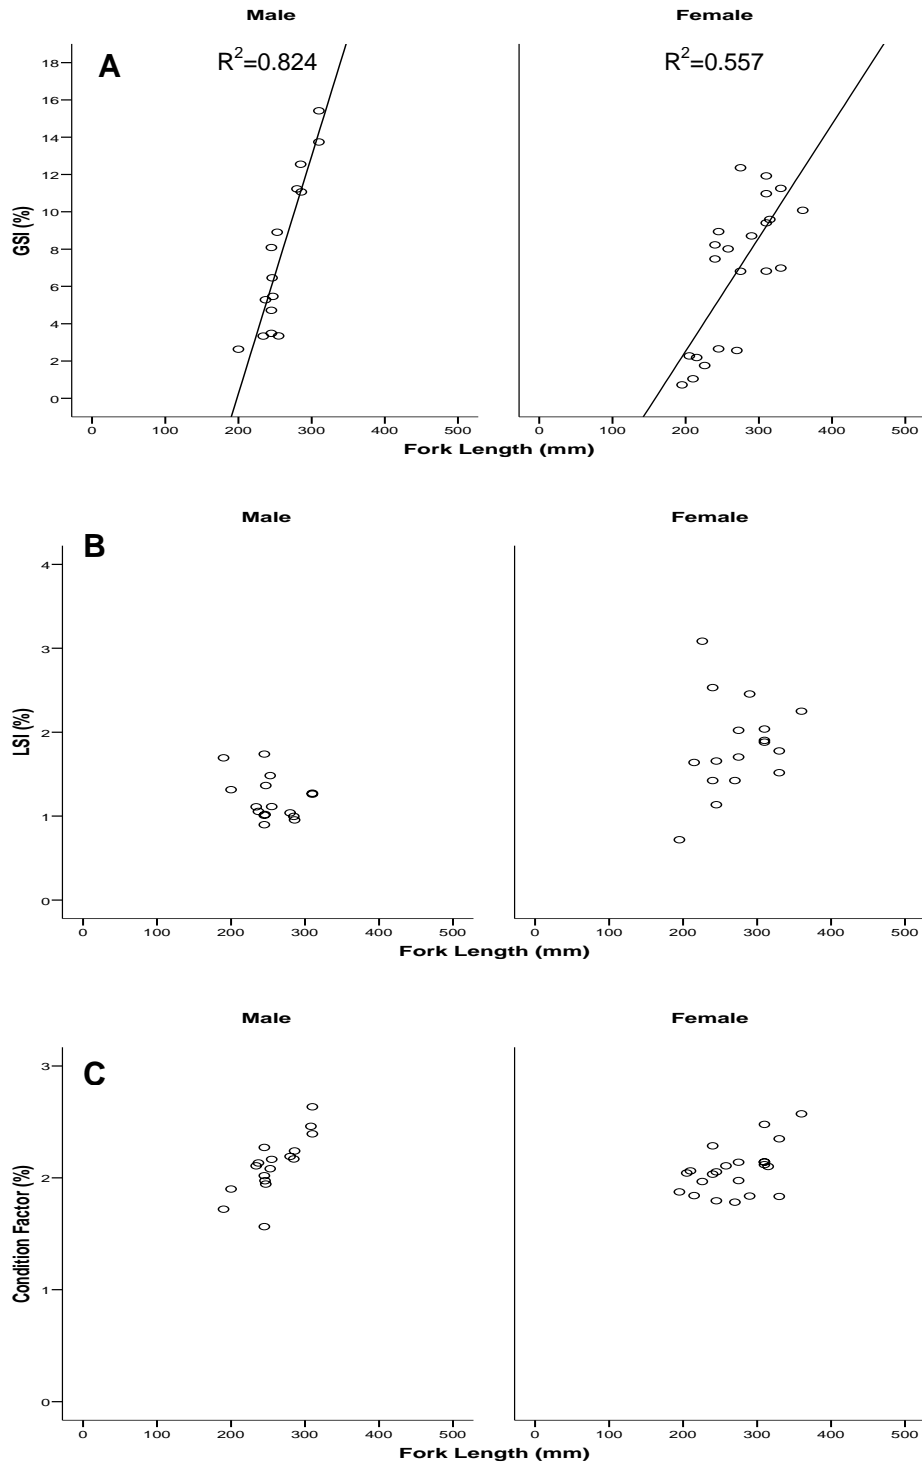 Male Female
A R²=0.824 R²=0.557
GSI (%)
18
16
14
12
10
8
6
4
2
0
0 100 200 300 400 500 0 100 200 300 400 500
Fork Length (mm)
Male Female
B
LSI (%)
4
3
2
1
0
0 100 200 300 400 500 0 100 200 300 400 500
Fork Length (mm)
Male Female
C
Condition Factor (%)
3
2
1
0
0 100 200 300 400 500 0 100 200 300 400 500
Fork Length (mm)